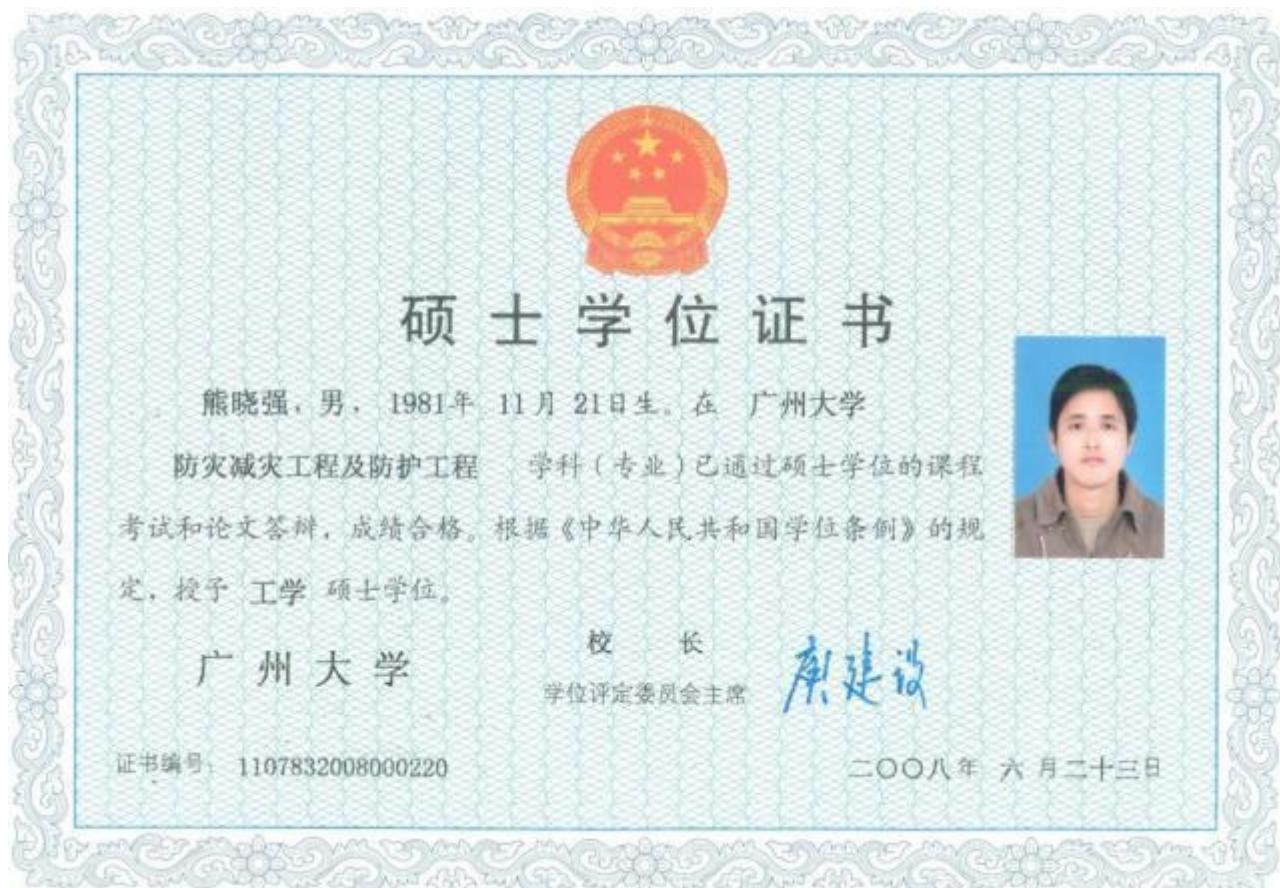 硕士学位证书
熊晓强，男，1981年 11月 21日生。在 广州大学
防灾减灾工程及防护工程 学科（专业）已通过硕士学位的课程
考试和论文答辩，成绩合格。根据《中华人民共和国学位条例》的规
定，授予 工学 硕士学位。
广州大学
校 长
学位评定委员会主席
庾建设
证书编号：1107832008000220
二〇〇八年 六 月二十三日